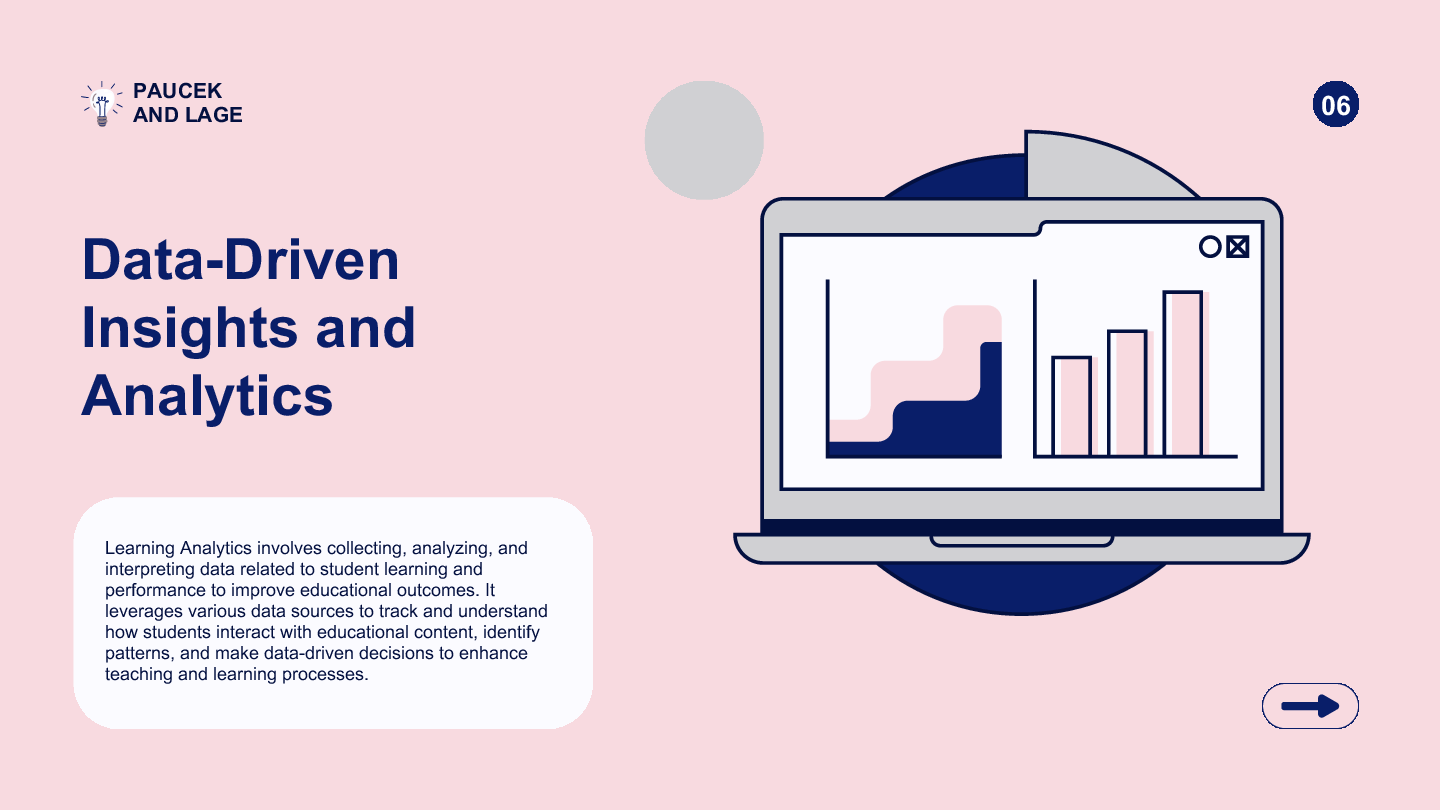 PAUCEK
AND LAGE
06
Data-Driven
Insights and
Analytics
Learning Analytics involves collecting, analyzing, and
interpreting data related to student learning and
performance to improve educational outcomes. It
leverages various data sources to track and understand
how students interact with educational content, identify
patterns, and make data-driven decisions to enhance
teaching and learning processes.